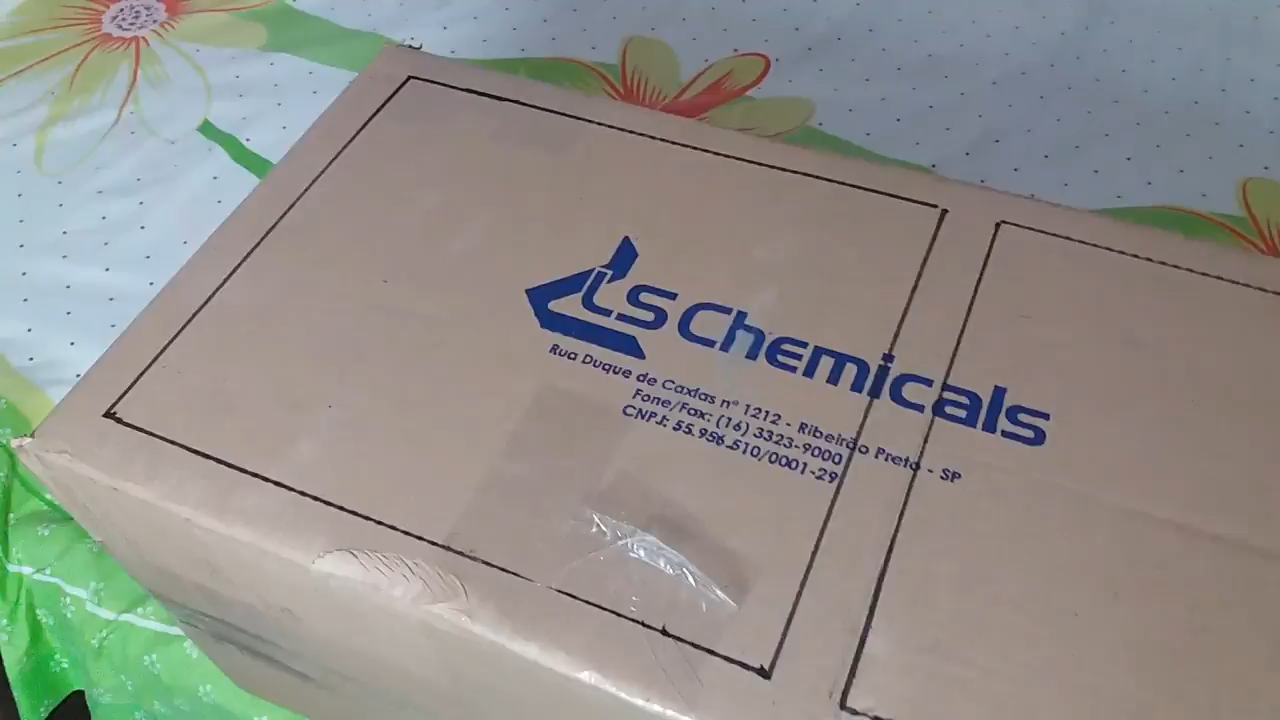 LS Chemicals
Rua Duque de Caxias nº 1212 - Ribeirão Preto - SP
Fone/Fax: (16) 3323-9000
CNPJ: 55.956.510/0001-29